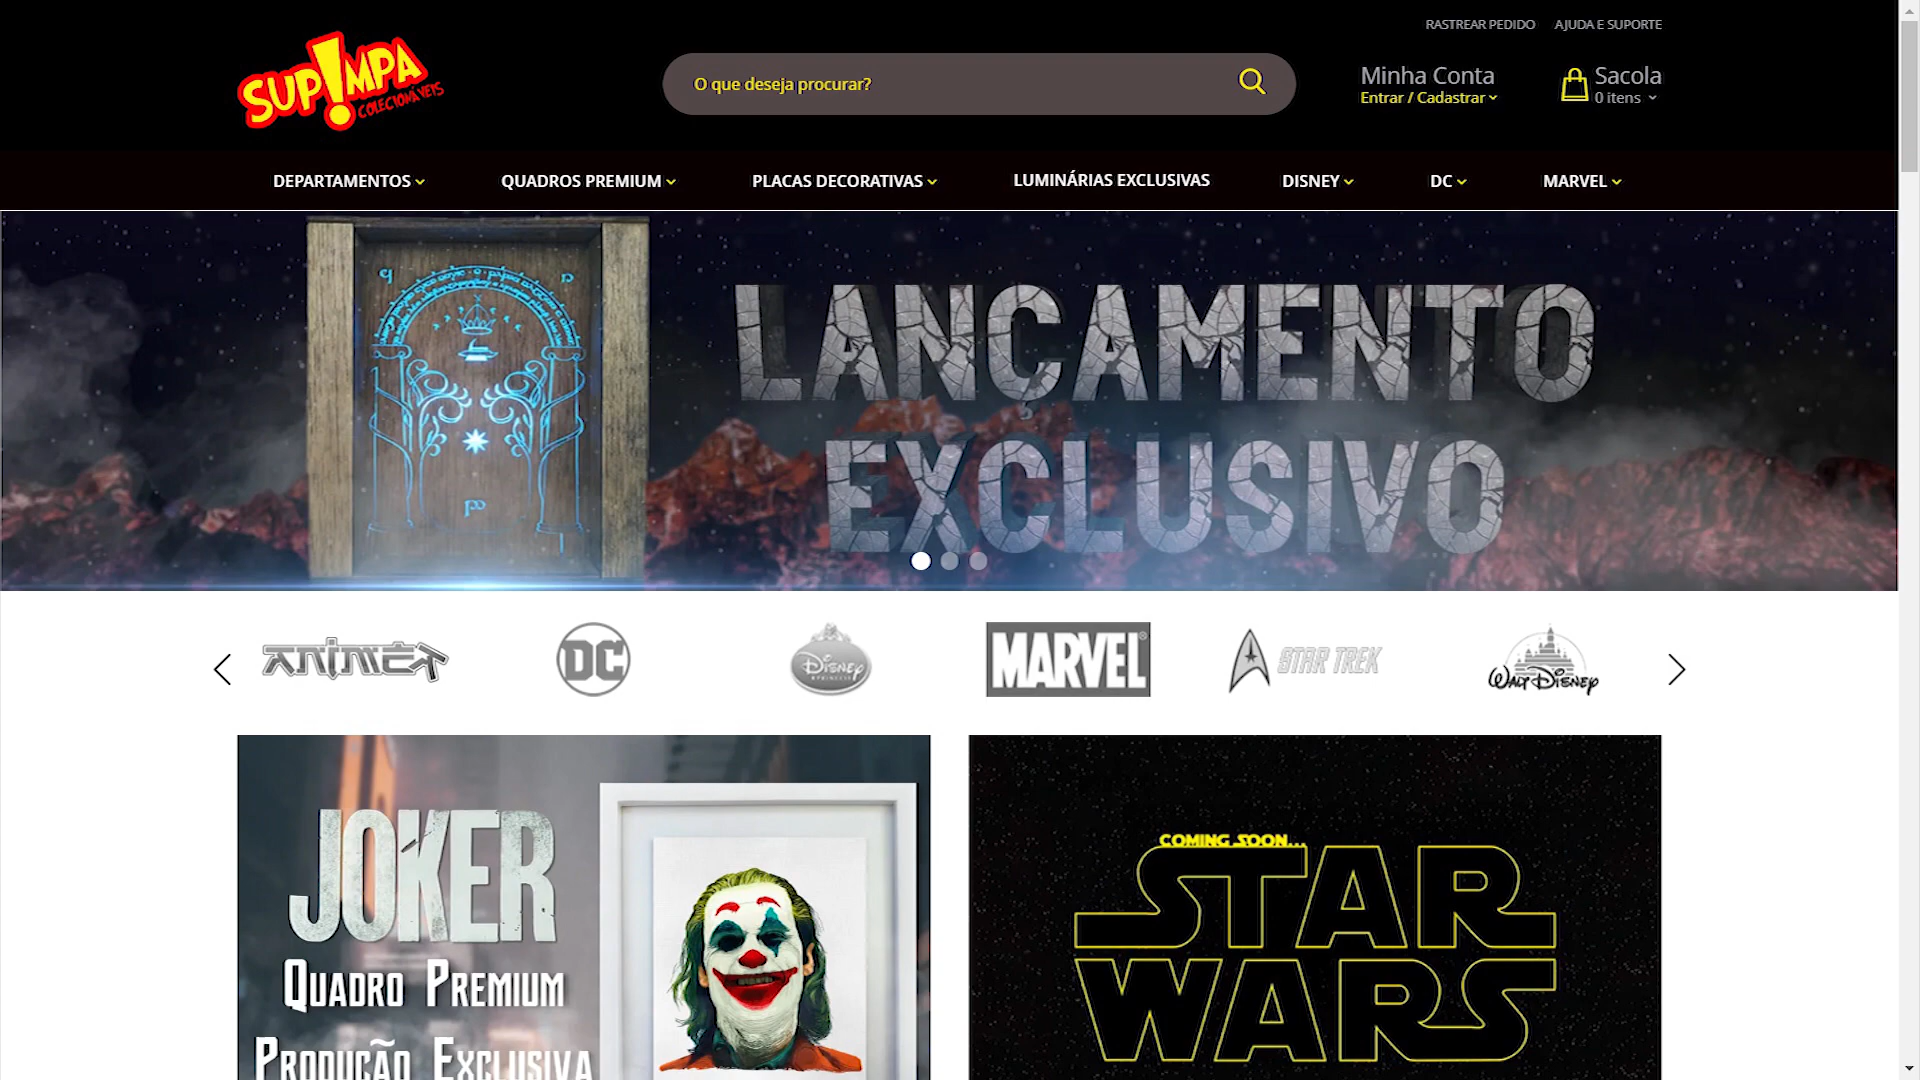 RASTREAR PEDIDO AJUDA E SUPORTE
SUP!MPA
COLECIONÁVEIS
O que deseja procurar?
Minha Conta
Entrar / Cadastrar
Sacola
0 itens
DEPARTAMENTOS QUADROS PREMIUM PLACAS DECORATIVAS LUMINÁRIAS EXCLUSIVAS DISNEY DC MARVEL
LANÇAMENTO
EXCLUSIVO
ANIMES
DC
Disney
PRINCESS
MARVEL
STAR TREK
WALT DISNEY
JOKER
QUADRO PREMIUM
PRODUÇÃO EXCLUSIVA
COMING SOON...
STAR
WARS